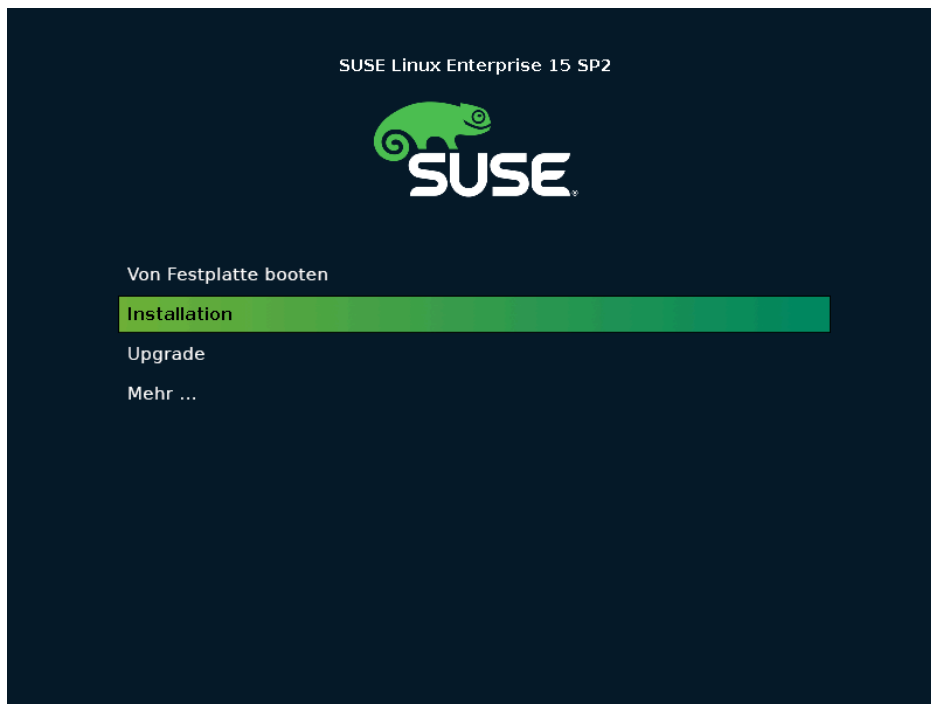 SUSE Linux Enterprise 15 SP2
SUSE®
Von Festplatte booten
Installation
Upgrade
Mehr ...